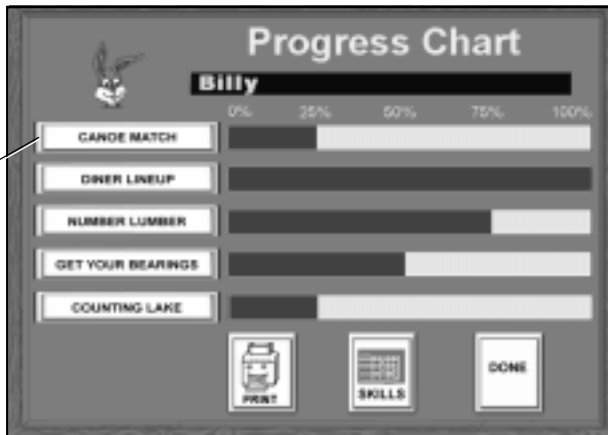 Progress Chart
Billy
0% 25% 50% 75% 100%
CANOE MATCH
DINER LINEUP
NUMBER LUMBER
GET YOUR BEARINGS
COUNTING LAKE
PRINT
SKILLS
DONE